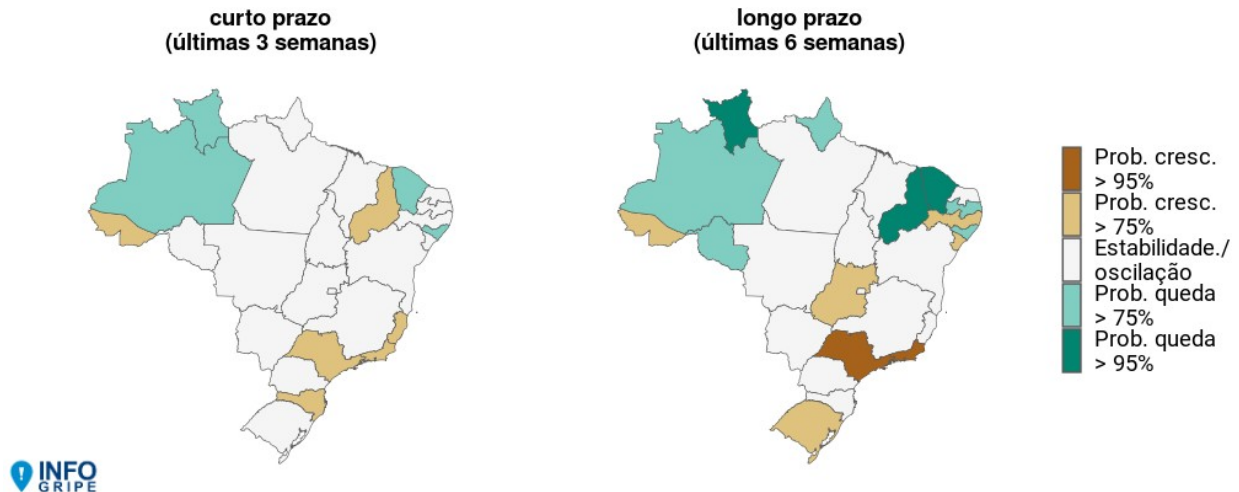 curto prazo
(últimas 3 semanas)
longo prazo
(últimas 6 semanas)
Prob. cresc.
> 95%
Prob. cresc.
> 75%
Estabilidade./
oscilação
Prob. queda
> 75%
Prob. queda
> 95%
INFO
GRIPE